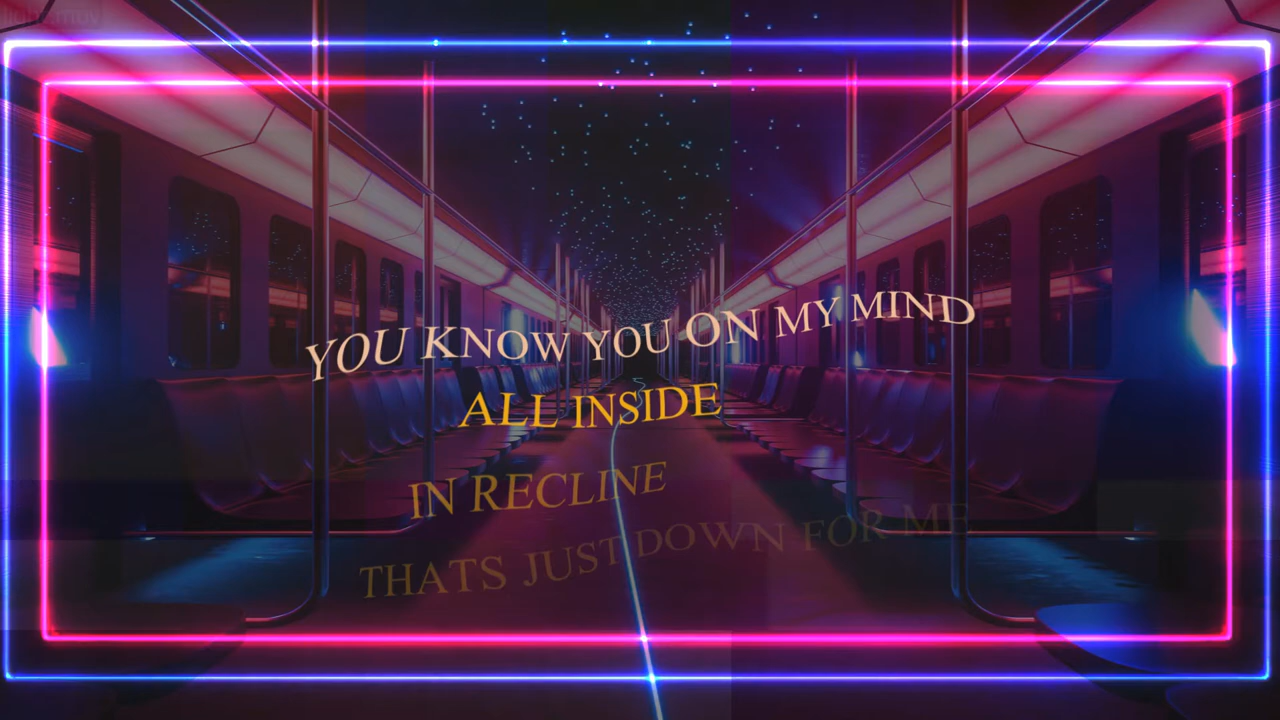 YOU KNOW YOU ON MY MIND
ALL INSIDE
IN RECLINE
THATS JUST DOWN FOR ME